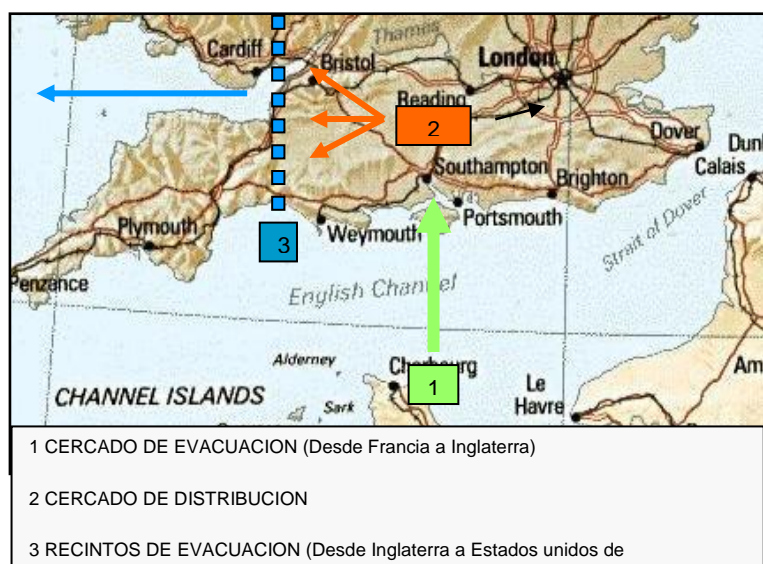 Cardiff
Bristol
Thames
London
Reading
2
Dover
Dun
Calais
Southampton
Brighton
Portsmouth
Strait of Dover
Plymouth
3
Weymouth
Penzance
English Channel
Alderney
Cherbourg
1
Le
Havre
Am
CHANNEL ISLANDS
Sark
1 CERCADO DE EVACUACION (Desde Francia a Inglaterra)
2 CERCADO DE DISTRIBUCION
3 RECINTOS DE EVACUACION (Desde Inglaterra a Estados unidos de